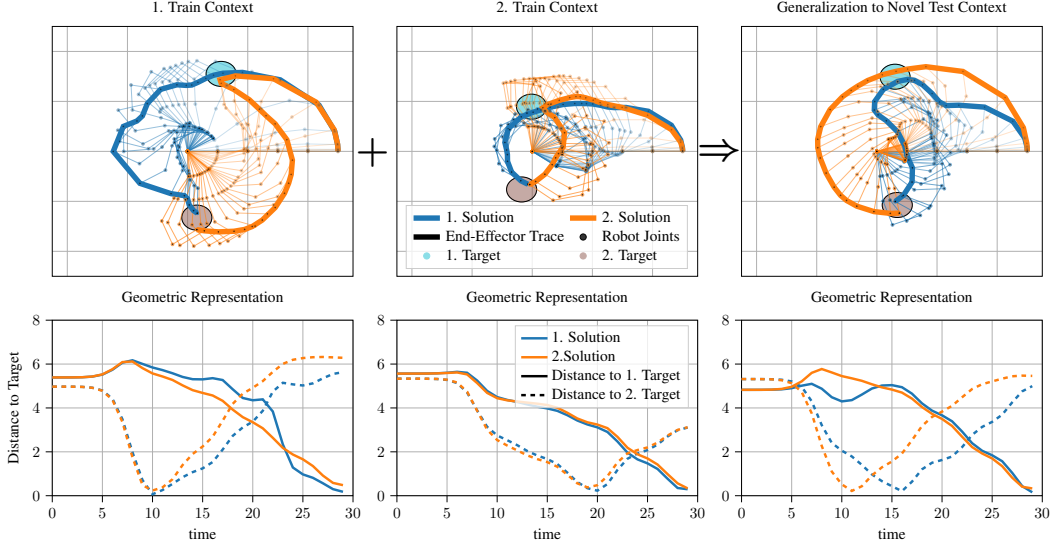 1. Train Context
2. Train Context
Generalization to Novel Test Context
+
⇒
1. Solution
2. Solution
End-Effector Trace
Robot Joints
1. Target
2. Target
Geometric Representation
Geometric Representation
Geometric Representation
Distance to Target
8
6
4
2
0
0 5 10 15 20 25 30
time
8
6
4
2
0
0 5 10 15 20 25 30
time
1. Solution
2.Solution
Distance to 1. Target
Distance to 2. Target
8
6
4
2
0
0 5 10 15 20 25 30
time